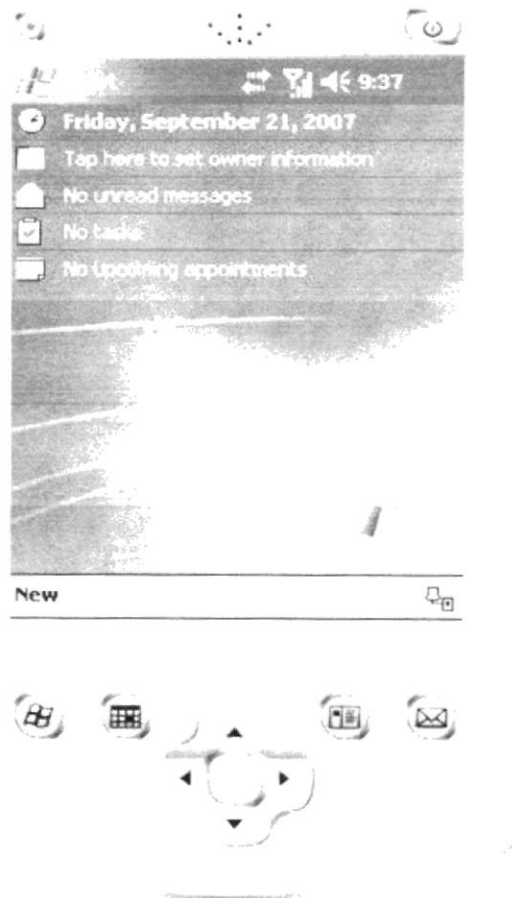 9:37
Friday, September 21, 2007
Tap here to set owner information
No unread messages
No tasks
No upcoming appointments
New